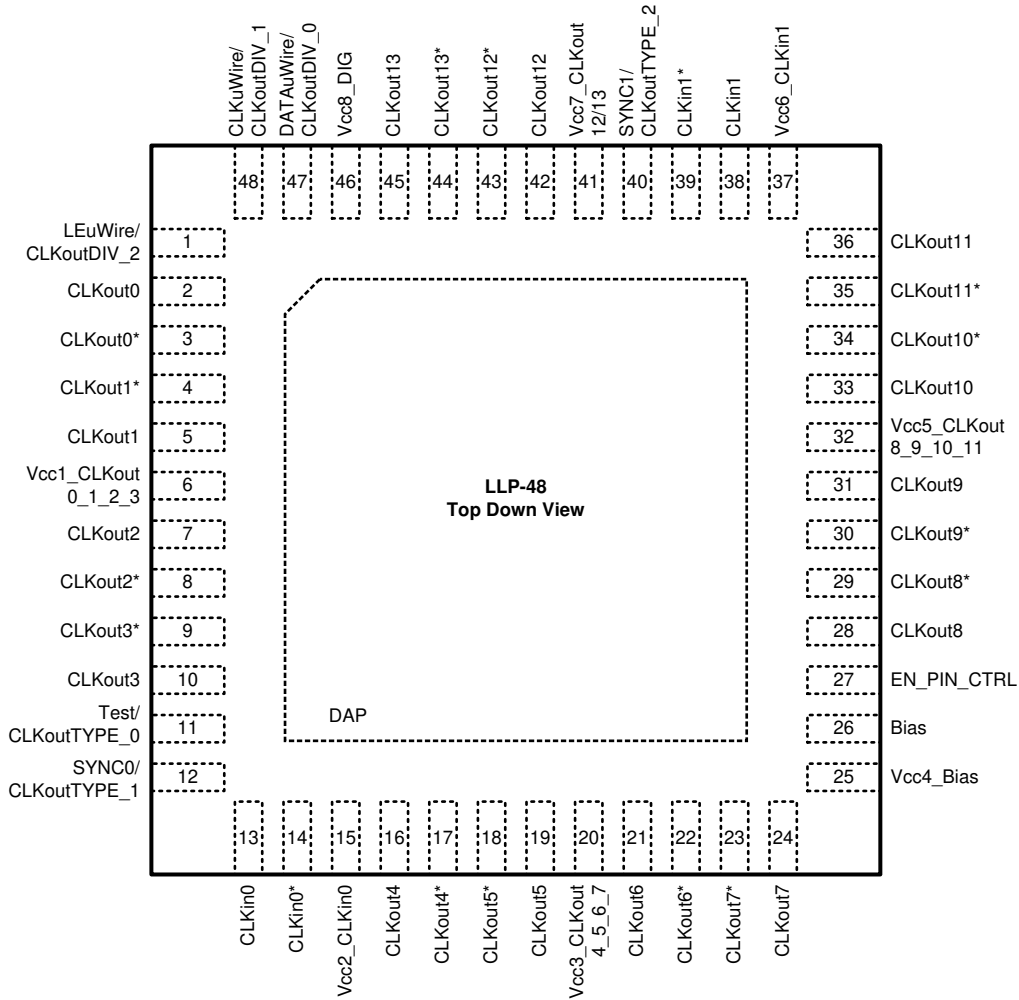 CLKuWire/
CLKoutDIV_1
DATAuWire/
CLKoutDIV_0
Vcc8_DIG
CLKout13
CLKout13*
CLKout12*
CLKout12
Vcc7_CLKout
12/13
SYNC1/
CLKoutTYPE_2
CLKin1*
CLKin1
Vcc6_CLKin1
48
47
46
45
44
43
42
41
40
39
38
37
LEuWire/
CLKoutDIV_2
1
CLKout0
2
CLKout0*
3
CLKout1*
4
CLKout1
5
Vcc1_CLKout
0_1_2_3
6
CLKout2
7
CLKout2*
8
CLKout3*
9
CLKout3
10
Test/
CLKoutTYPE_0
11
SYNC0/
CLKoutTYPE_1
12
LLP-48
Top Down View
DAP
36
CLKout11
35
CLKout11*
34
CLKout10*
33
CLKout10
32
Vcc5_CLKout
8_9_10_11
31
CLKout9
30
CLKout9*
29
CLKout8*
28
CLKout8
27
EN_PIN_CTRL
26
Bias
25
Vcc4_Bias
13
14
15
16
17
18
19
20
21
22
23
24
CLKin0
CLKin0*
Vcc2_CLKin0
CLKout4
CLKout4*
CLKout5*
CLKout5
Vcc3_CLKout
4_5_6_7
CLKout6
CLKout6*
CLKout7*
CLKout7